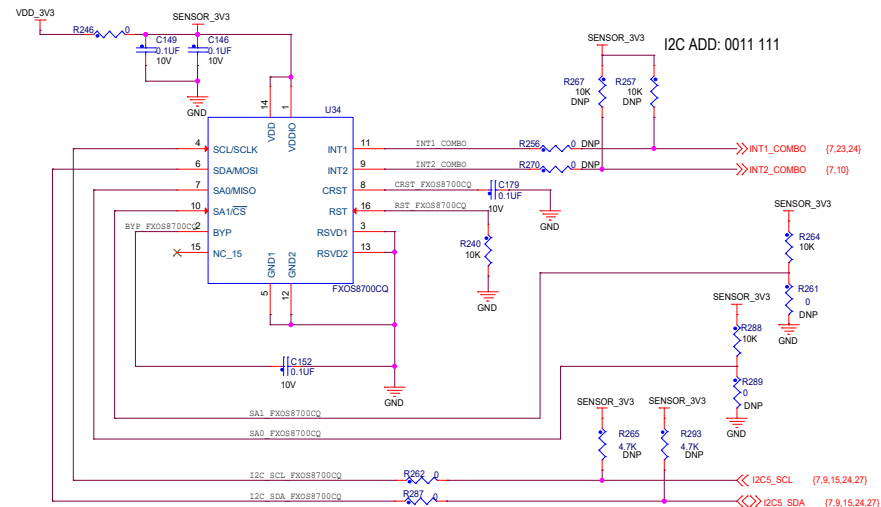 VDD_3V3
SENSOR_3V3
R246 0
C149
0.1UF
10V
C146
0.1UF
10V
GND
SENSOR_3V3
I2C ADD: 0011 111
R267
10K
DNP
R257
10K
DNP
U34
14
1
VDD
VDDIO
4 SCL/SCLK
6 SDA/MOSI
7 SA0/MISO
10 SA1/CS
BYP_FXOS8700CQ 2 BYP
15 NC_15
INT1 11 INT1_COMBO
INT2 9 INT2_COMBO
CRST 8 CRST_FXOS8700CQ
RST 16 RST_FXOS8700CQ
RSVD1 3
RSVD2 13
GND1
GND2
5
12
FXOS8700CQ
R256 0 DNP
R270 0 DNP
INT1_COMBO {7,23,24}
INT2_COMBO {7,10}
C179
0.1UF
10V
GND
R240
10K
GND
SENSOR_3V3
R264
10K
R261
0
DNP
GND
SENSOR_3V3
R288
10K
R289
0
DNP
GND
C152
0.1UF
10V
GND
SA1_FXOS8700CQ
SA0_FXOS8700CQ
SENSOR_3V3
SENSOR_3V3
R265
4.7K
DNP
R293
4.7K
DNP
I2C_SCL_FXOS8700CQ R262 0
I2C5_SCL {7,9,15,24,27}
I2C_SDA_FXOS8700CQ R287 0
I2C5_SDA {7,9,15,24,27}